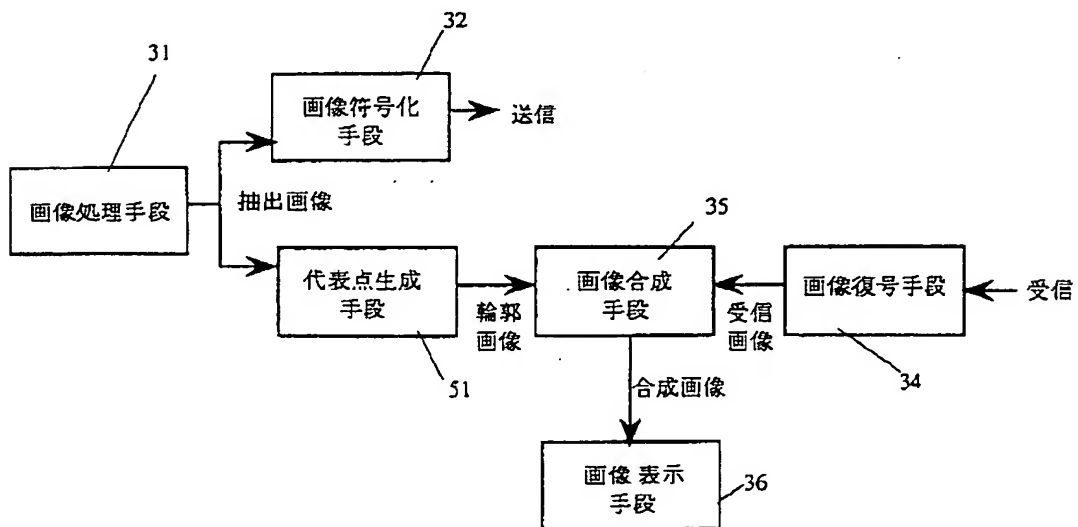 32
31
画像符号化
手段
送信
画像処理手段
抽出画像
35
代表点生成
手段
輪郭
画像
画像合成
手段
受信
画像
画像復号手段
受信
51
34
合成画像
画像 表示
手段
36